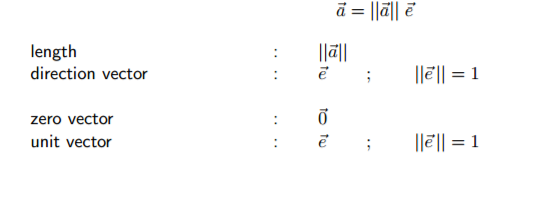 a⃗ = ||a⃗|| e⃗
length : ||a⃗||
direction vector : e⃗ ; ||e⃗|| = 1
zero vector : 0⃗
unit vector : e⃗ ; ||e⃗|| = 1